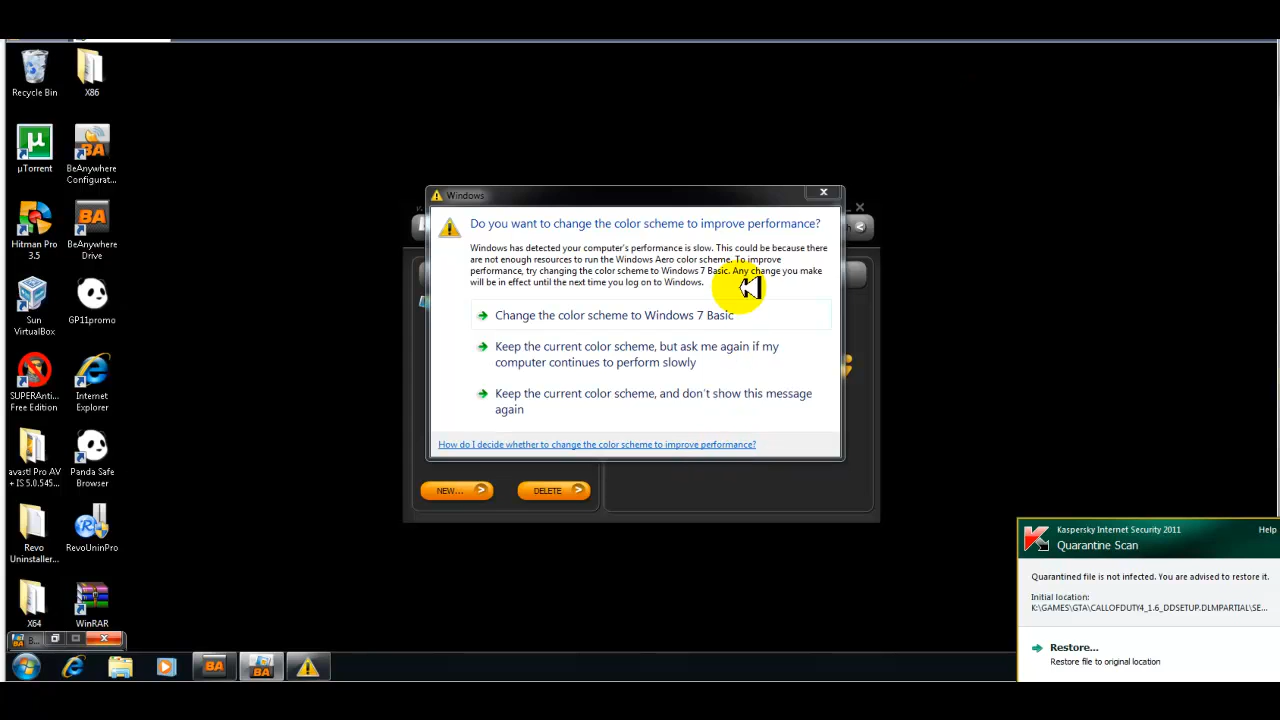 Recycle Bin
X86
µTorrent
BeAnywhere
Configurat...
Hitman Pro
3.5
BeAnywhere
Drive
Sun
VirtualBox
GP11promo
SUPERAnti...
Free Edition
Internet
Explorer
avast! Pro AV
+ IS 5.0.545...
Panda Safe
Browser
Revo
Uninstaller...
RevoUninPro
X64
WinRAR
Windows
Do you want to change the color scheme to improve performance?
Windows has detected your computer's performance is slow. This could be because there
are not enough resources to run the Windows Aero color scheme. To improve
performance, try changing the color scheme to Windows 7 Basic. Any change you make
will be in effect until the next time you log on to Windows.
Change the color scheme to Windows 7 Basic
Keep the current color scheme, but ask me again if my
computer continues to perform slowly
Keep the current color scheme, and don't show this message
again
How do I decide whether to change the color scheme to improve performance?
NEW...
DELETE
Kaspersky Internet Security 2011
Help
Quarantine Scan
Quarantined file is not infected. You are advised to restore it.
Initial location:
K:\GAMES\GTA\CALLOFDUTY4_1.6_DDSETUP.DLMPARTIAL\SE...
Restore...
Restore file to original location
B...
BA
BA